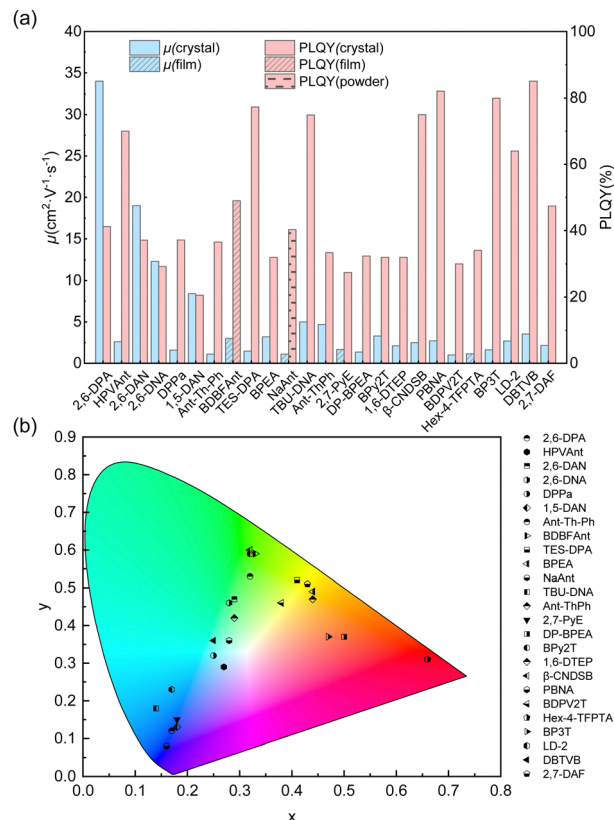 (a)
μ(crystal)
μ(film)
PLQY(crystal)
PLQY(film)
PLQY(powder)
40
35
30
25
20
15
10
5
0
μ(cm²·V⁻¹·s⁻¹)
100
80
60
40
20
0
PLQY(%)
2,6-DPA
HPVAnt
2,6-DAN
2,6-DNA
DPPa
1,5-DAN
Ant-Th-Ph
BDBFAnt
TES-DPA
BPEA
NaAnt
TBU-DNA
Ant-ThPh
2,7-PyE
DP-BPEA
BPy2T
1,6-DTEP
β-CNDSB
PBNA
BDPV2T
Hex-4-TFPTA
BP3T
LD-2
DBTVB
2,7-DAF
(b)
0.9
0.8
0.7
0.6
0.5
0.4
0.3
0.2
0.1
0.0
y
0.0 0.1 0.2 0.3 0.4 0.5 0.6 0.7 0.8
x
2,6-DPA
HPVAnt
2,6-DAN
2,6-DNA
DPPa
1,5-DAN
Ant-Th-Ph
BDBFAnt
TES-DPA
BPEA
NaAnt
TBU-DNA
Ant-ThPh
2,7-PyE
DP-BPEA
BPy2T
1,6-DTEP
β-CNDSB
PBNA
BDPV2T
Hex-4-TFPTA
BP3T
LD-2
DBTVB
2,7-DAF